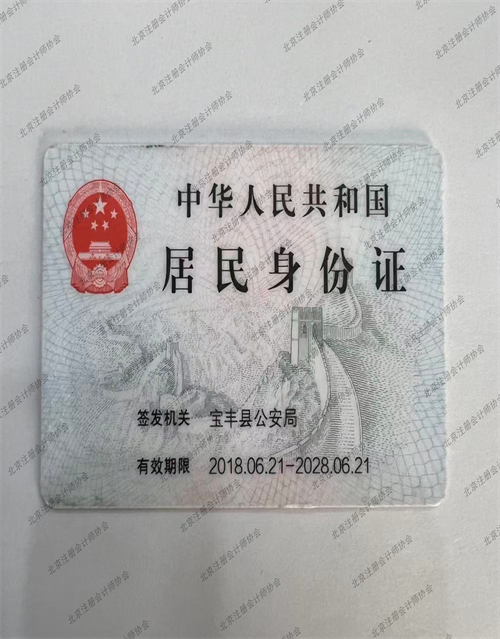 中华人民共和国
居民身份证
签发机关 宝丰县公安局
有效期限 2018.06.21-2028.06.21
北京注册会计师协会